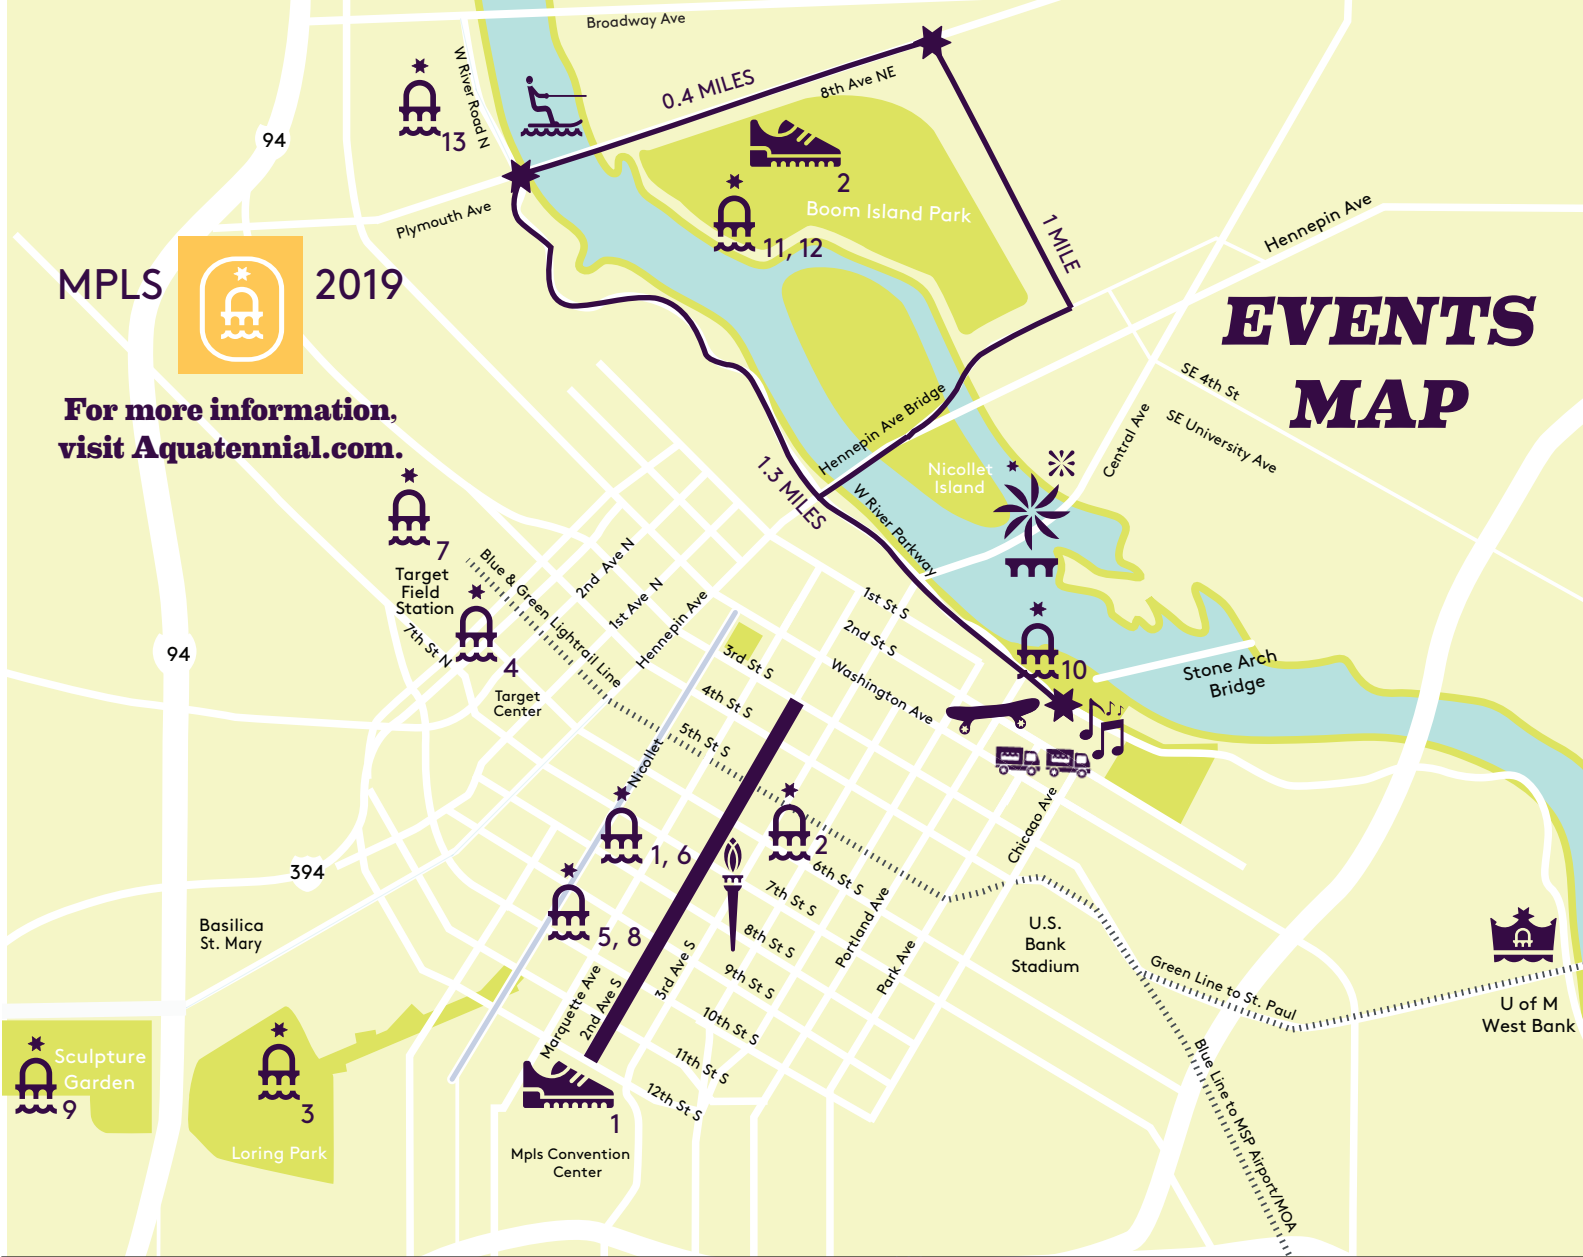 Broadway Ave
W River Road N
0.4 MILES
8th Ave NE
94
13
2
Boom Island Park
Plymouth Ave
11, 12
1 MILE
Hennepin Ave
MPLS
2019
EVENTS
MAP
For more information,
visit Aquatennial.com.
SE 4th St
SE University Ave
Central Ave
Hennepin Ave Bridge
Nicollet
Island
1.3 MILES
W River Parkway
7
Target
Field
Station
Blue & Green Lightrail Line
2nd Ave N
1st Ave N
Hennepin Ave
7th St N
4
Target
Center
94
1st St S
2nd St S
Washington Ave
3rd St S
4th St S
5th St S
10
Stone Arch
Bridge
Nicollet
1, 6
2
6th St S
7th St S
8th St S
9th St S
10th St S
11th St S
12th St S
Chicago Ave
Portland Ave
Park Ave
394
5, 8
Basilica
St. Mary
Marquette Ave
2nd Ave S
3rd Ave S
U.S.
Bank
Stadium
Green Line to St. Paul
U of M
West Bank
Blue Line to MSP Airport/MOA
Sculpture
Garden
9
3
Loring Park
1
Mpls Convention
Center